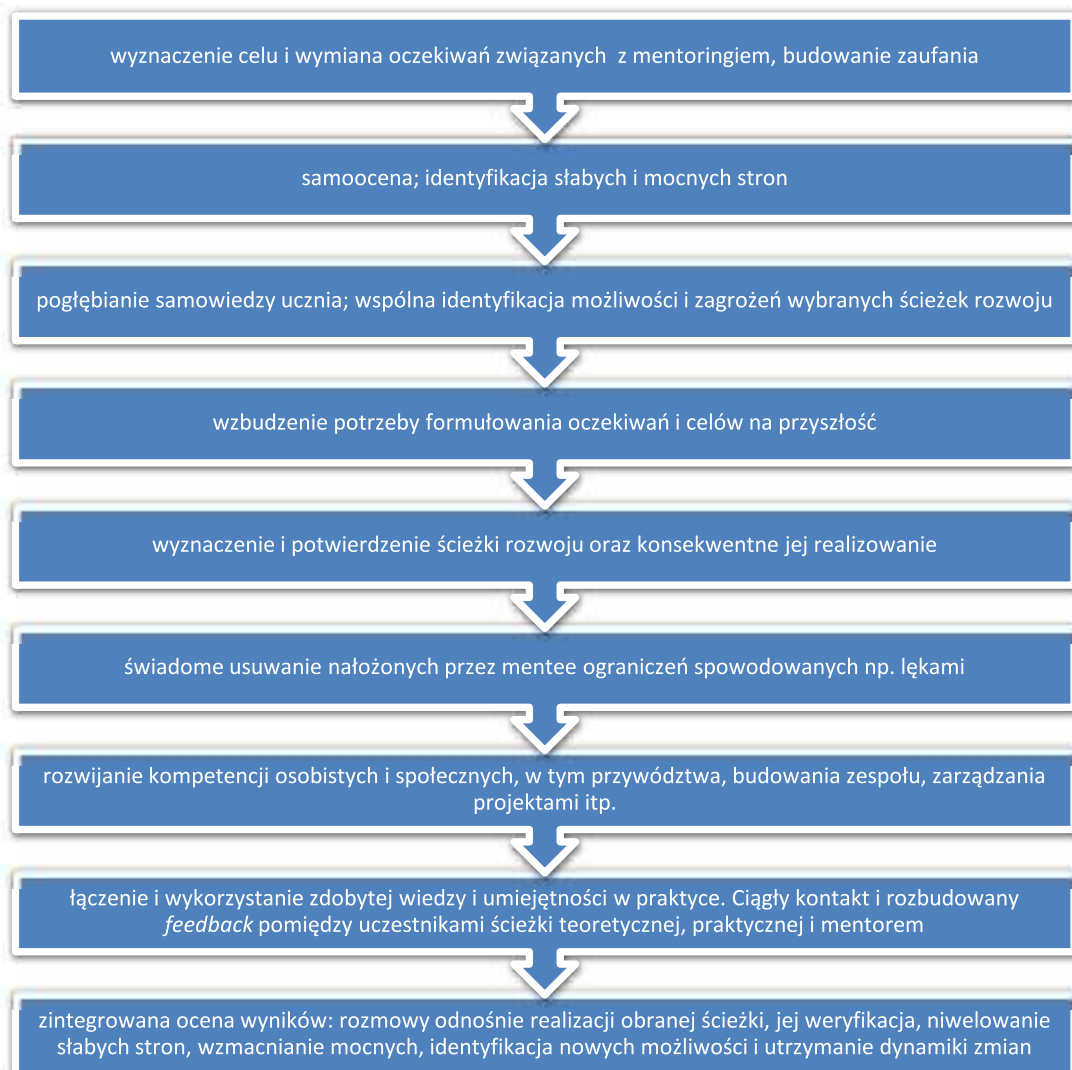 wyznaczenie celu i wymiana oczekiwań związanych z mentoringiem, budowanie zaufania
samoocena; identyfikacja słabych i mocnych stron
pogłębianie samowiedzy ucznia; wspólna identyfikacja możliwości i zagrożeń wybranych ścieżek rozwoju
wzbudzenie potrzeby formułowania oczekiwań i celów na przyszłość
wyznaczenie i potwierdzenie ścieżki rozwoju oraz konsekwentne jej realizowanie
świadome usuwanie nałożonych przez mentee ograniczeń spowodowanych np. lękami
rozwijanie kompetencji osobistych i społecznych, w tym przywództwa, budowania zespołu, zarządzania
projektami itp.
łączenie i wykorzystanie zdobytej wiedzy i umiejętności w praktyce. Ciągły kontakt i rozbudowany
feedback pomiędzy uczestnikami ścieżki teoretycznej, praktycznej i mentorem
zintegrowana ocena wyników: rozmowy odnośnie realizacji obranej ścieżki, jej weryfikacja, niwelowanie
słabych stron, wzmacnianie mocnych, identyfikacja nowych możliwości i utrzymanie dynamiki zmian